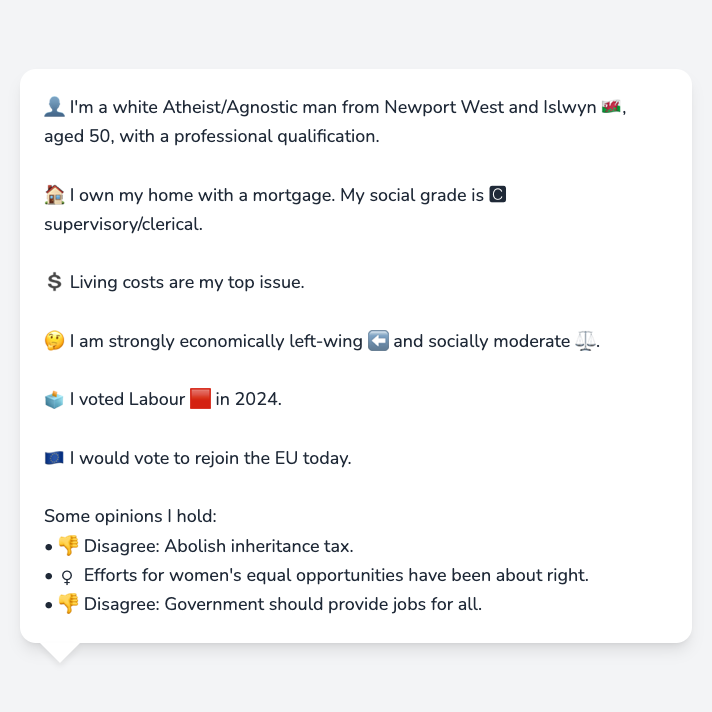 👤 I'm a white Atheist/Agnostic man from Newport West and Islwyn 🏴󠁧󠁢󠁷󠁬󠁳󠁿,
aged 50, with a professional qualification.
🏠 I own my home with a mortgage. My social grade is 🅲
supervisory/clerical.
💲 Living costs are my top issue.
🤔 I am strongly economically left-wing ⬅️ and socially moderate ⚖️.
🗳️ I voted Labour 🟥 in 2024.
🇪🇺 I would vote to rejoin the EU today.
Some opinions I hold:
• 👎 Disagree: Abolish inheritance tax.
• ♀ Efforts for women's equal opportunities have been about right.
• 👎 Disagree: Government should provide jobs for all.